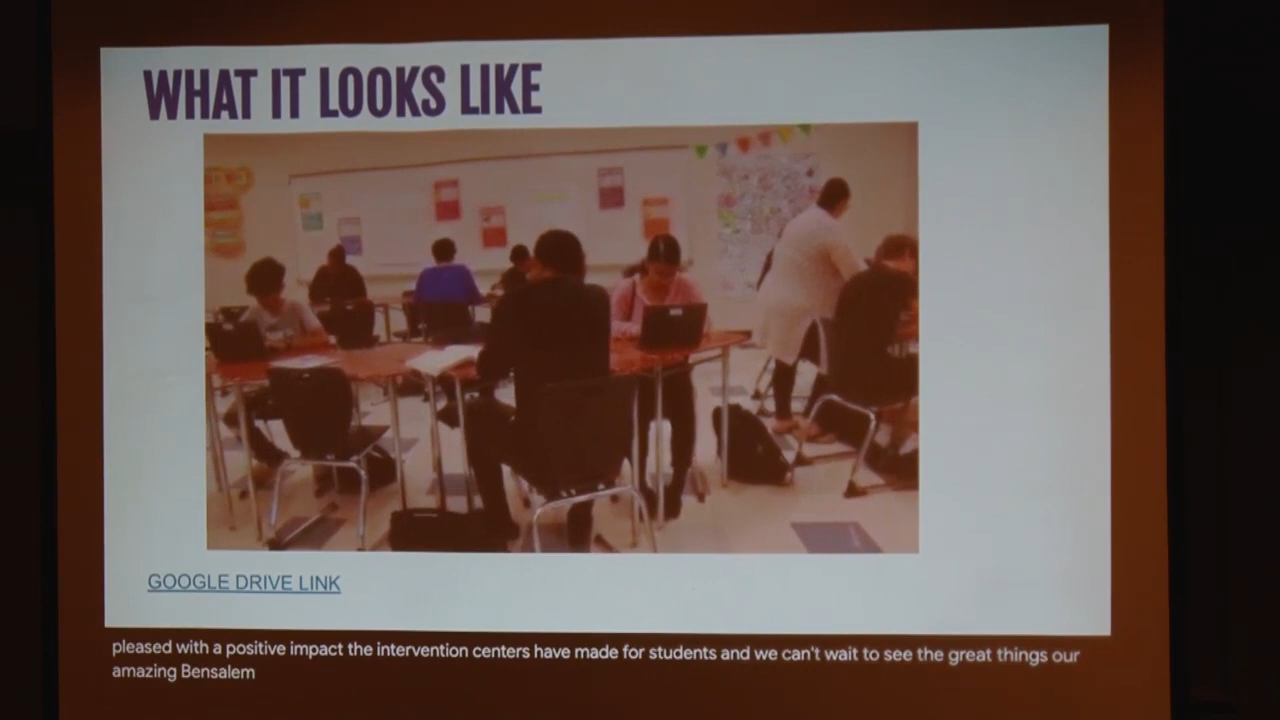 WHAT IT LOOKS LIKE
GOOGLE DRIVE LINK
pleased with a positive impact the intervention centers have made for students and we can't wait to see the great things our
amazing Bensalem